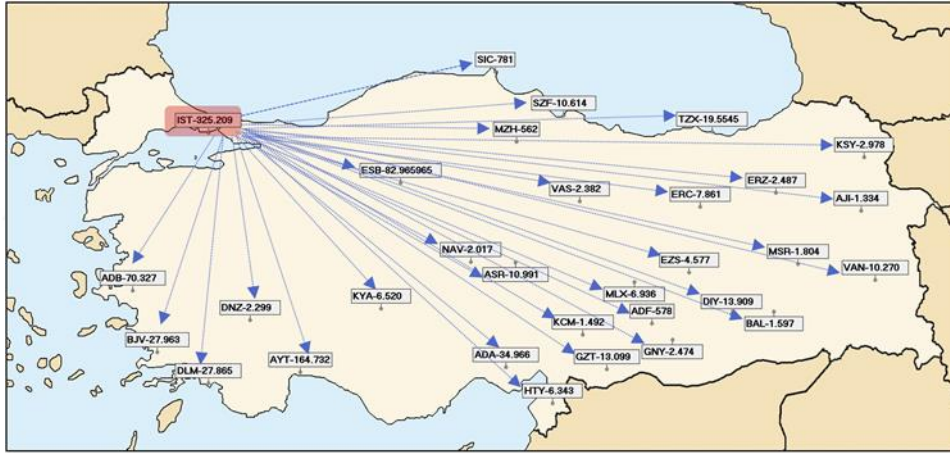 SIC-781
SZF-10.614
IST-325.209
TZX-19.5545
MZH-562
KSY-2.978
ESB-82.965965
ERZ-2.487
VAS-2.382
ERC-7.861
AJI-1.334
NAV-2.017
MSR-1.804
EZS-4.577
VAN-10.270
ASR-10.991
ADB-70.327
MLX-6.936
KYA-6.520
DIY-13.909
DNZ-2.299
ADF-578
KCM-1.492
BAL-1.597
BJV-27.963
GNY-2.474
ADA-34.966
GZT-13.099
AYT-164.732
DLM-27.865
HTY-6.343